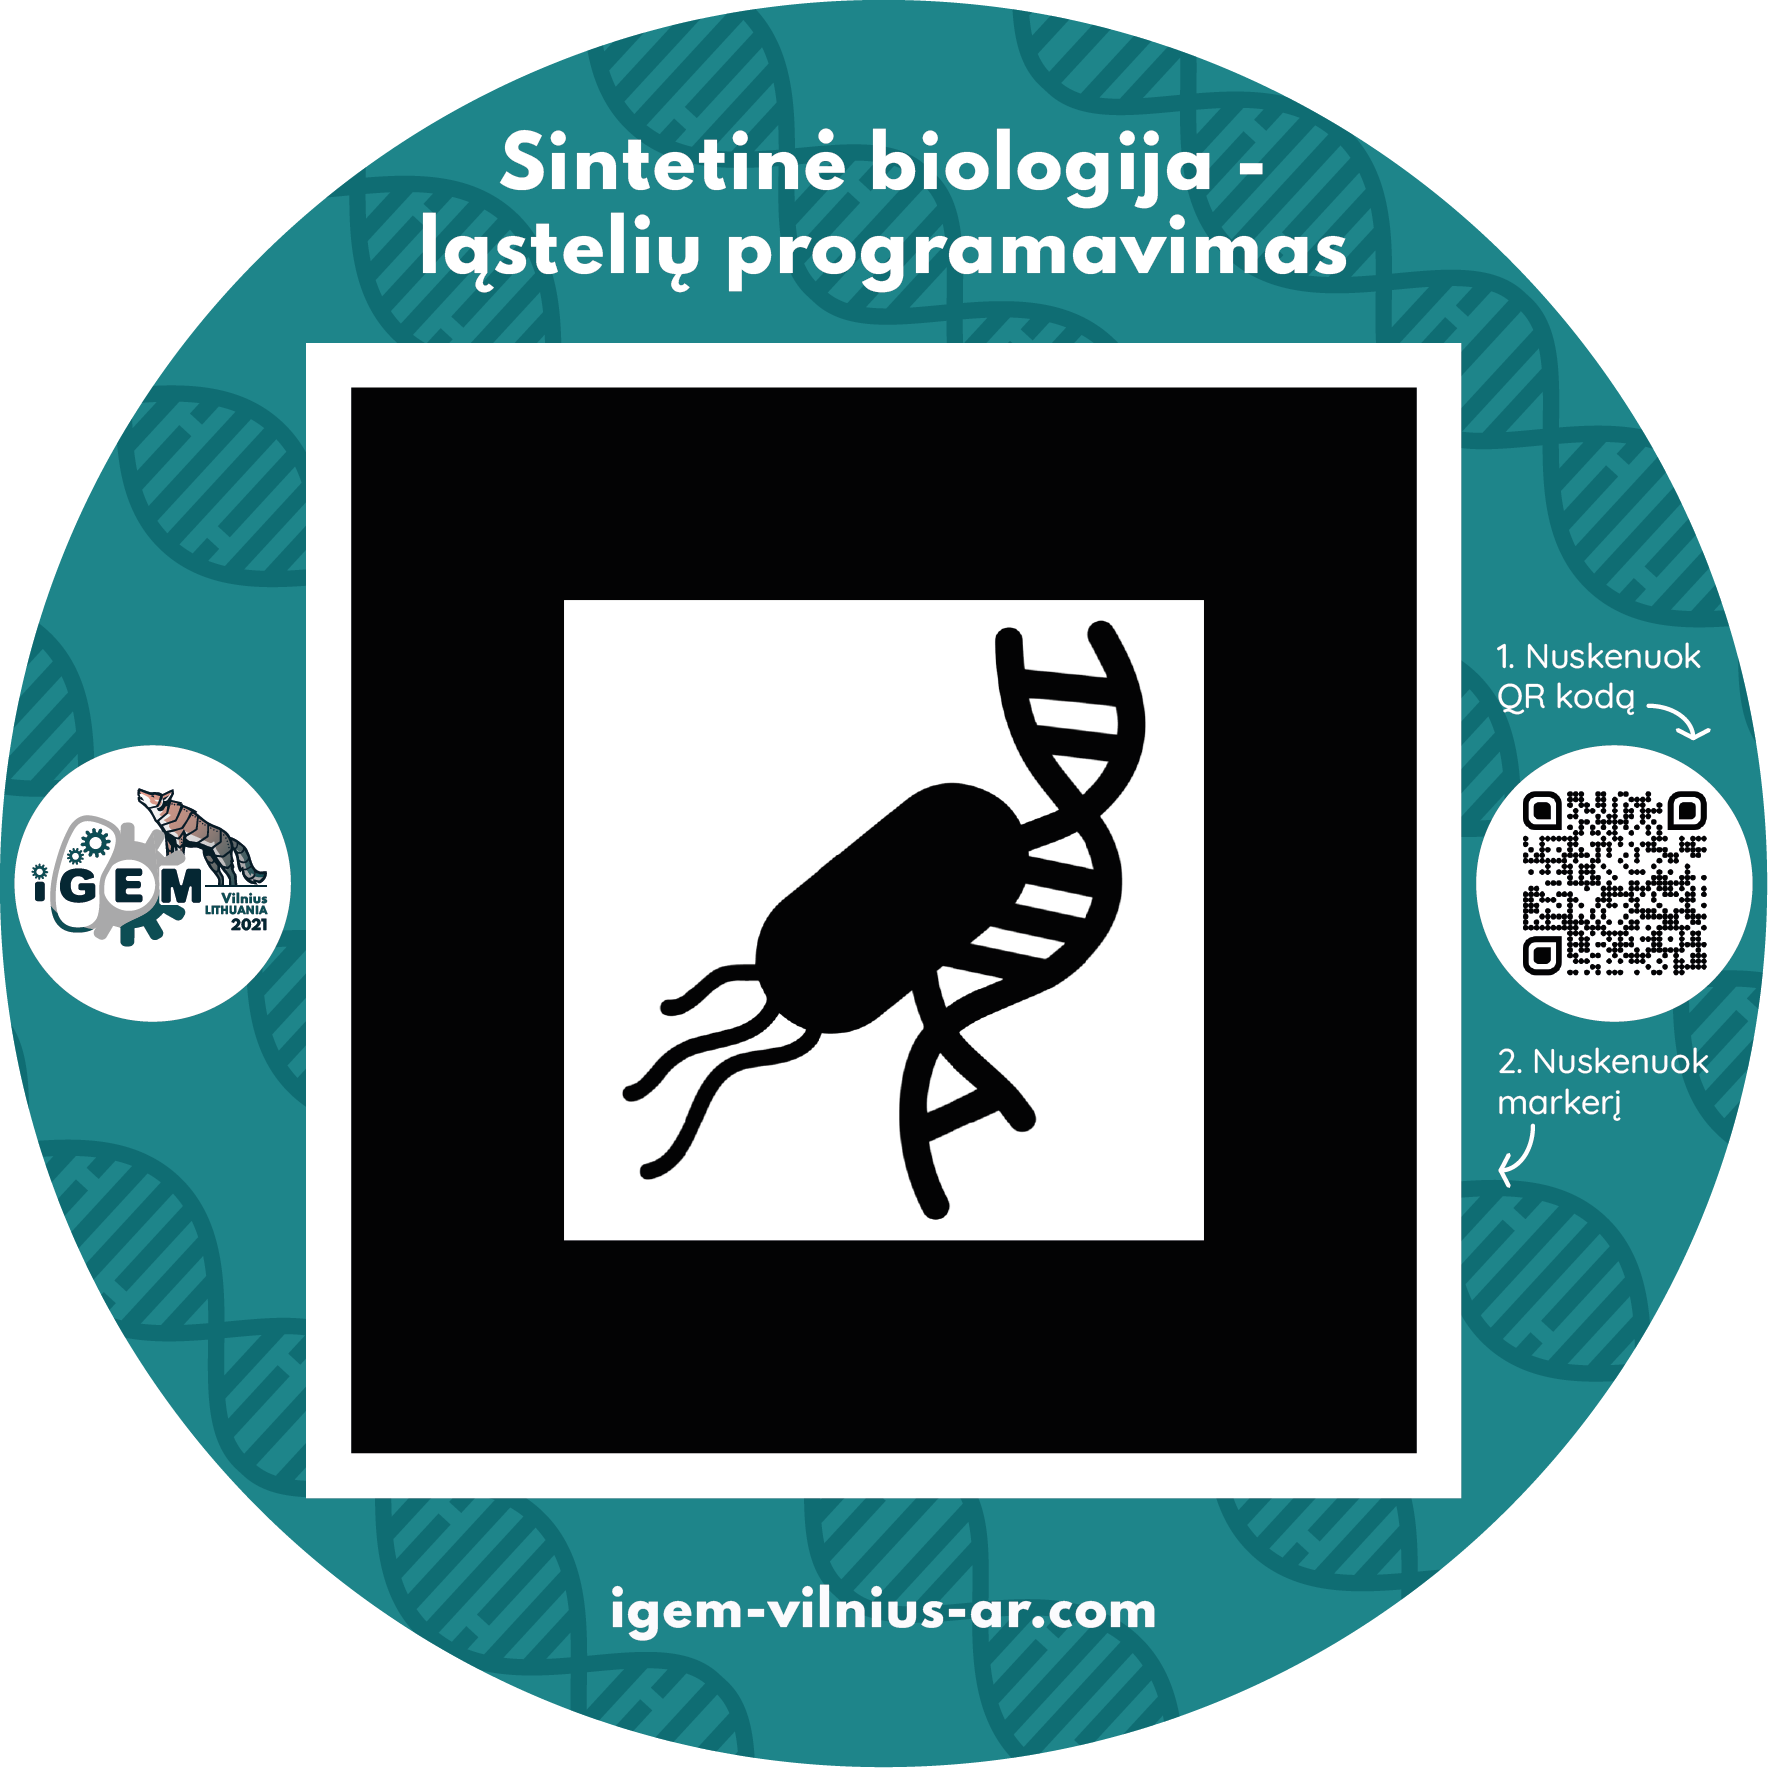 Sintetinė biologija -
ląstelių programavimas
1. Nuskenuok
QR kodą
iGEM
Vilnius
LITHUANIA
2021
2. Nuskenuok
markerį
igem-vilnius-ar.com